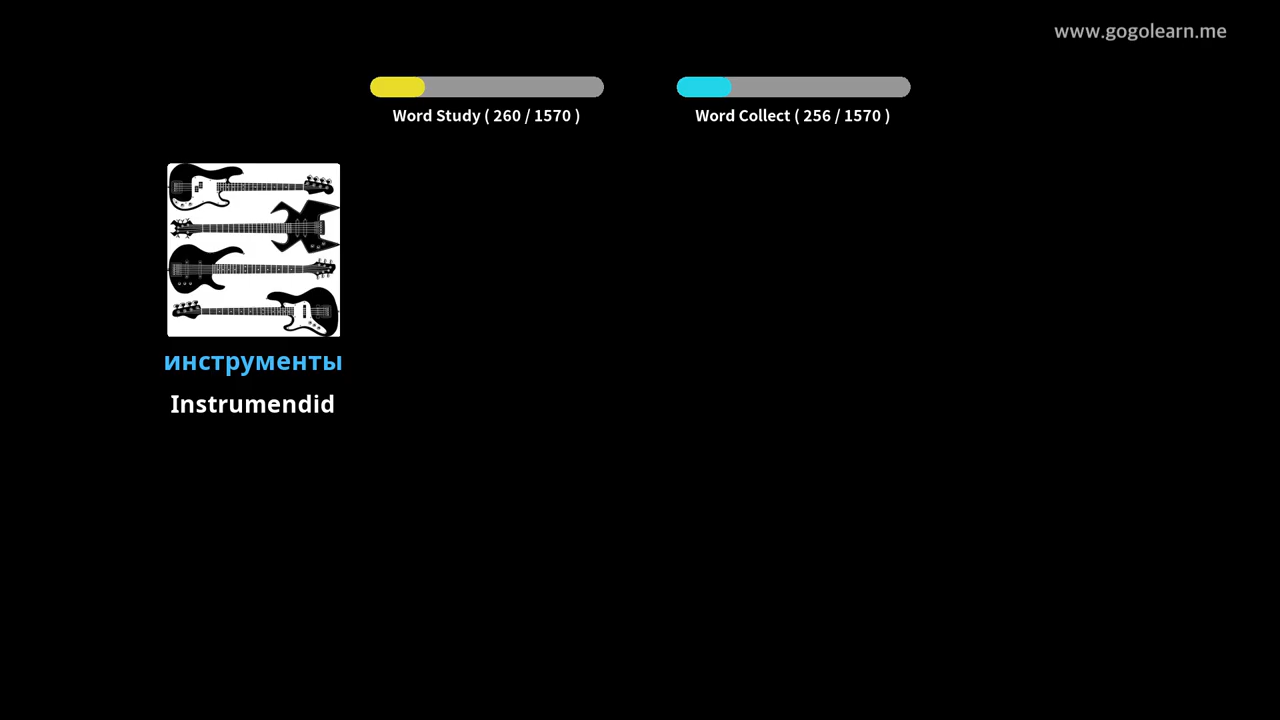 www.gogolearn.me
Word Study ( 260 / 1570 )
Word Collect ( 256 / 1570 )
инструменты
Instrumendid